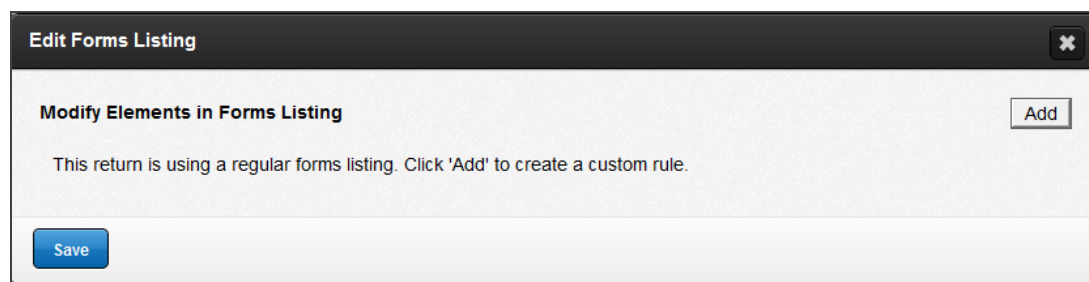 Edit Forms Listing
Modify Elements in Forms Listing
Add
This return is using a regular forms listing. Click 'Add' to create a custom rule.
Save